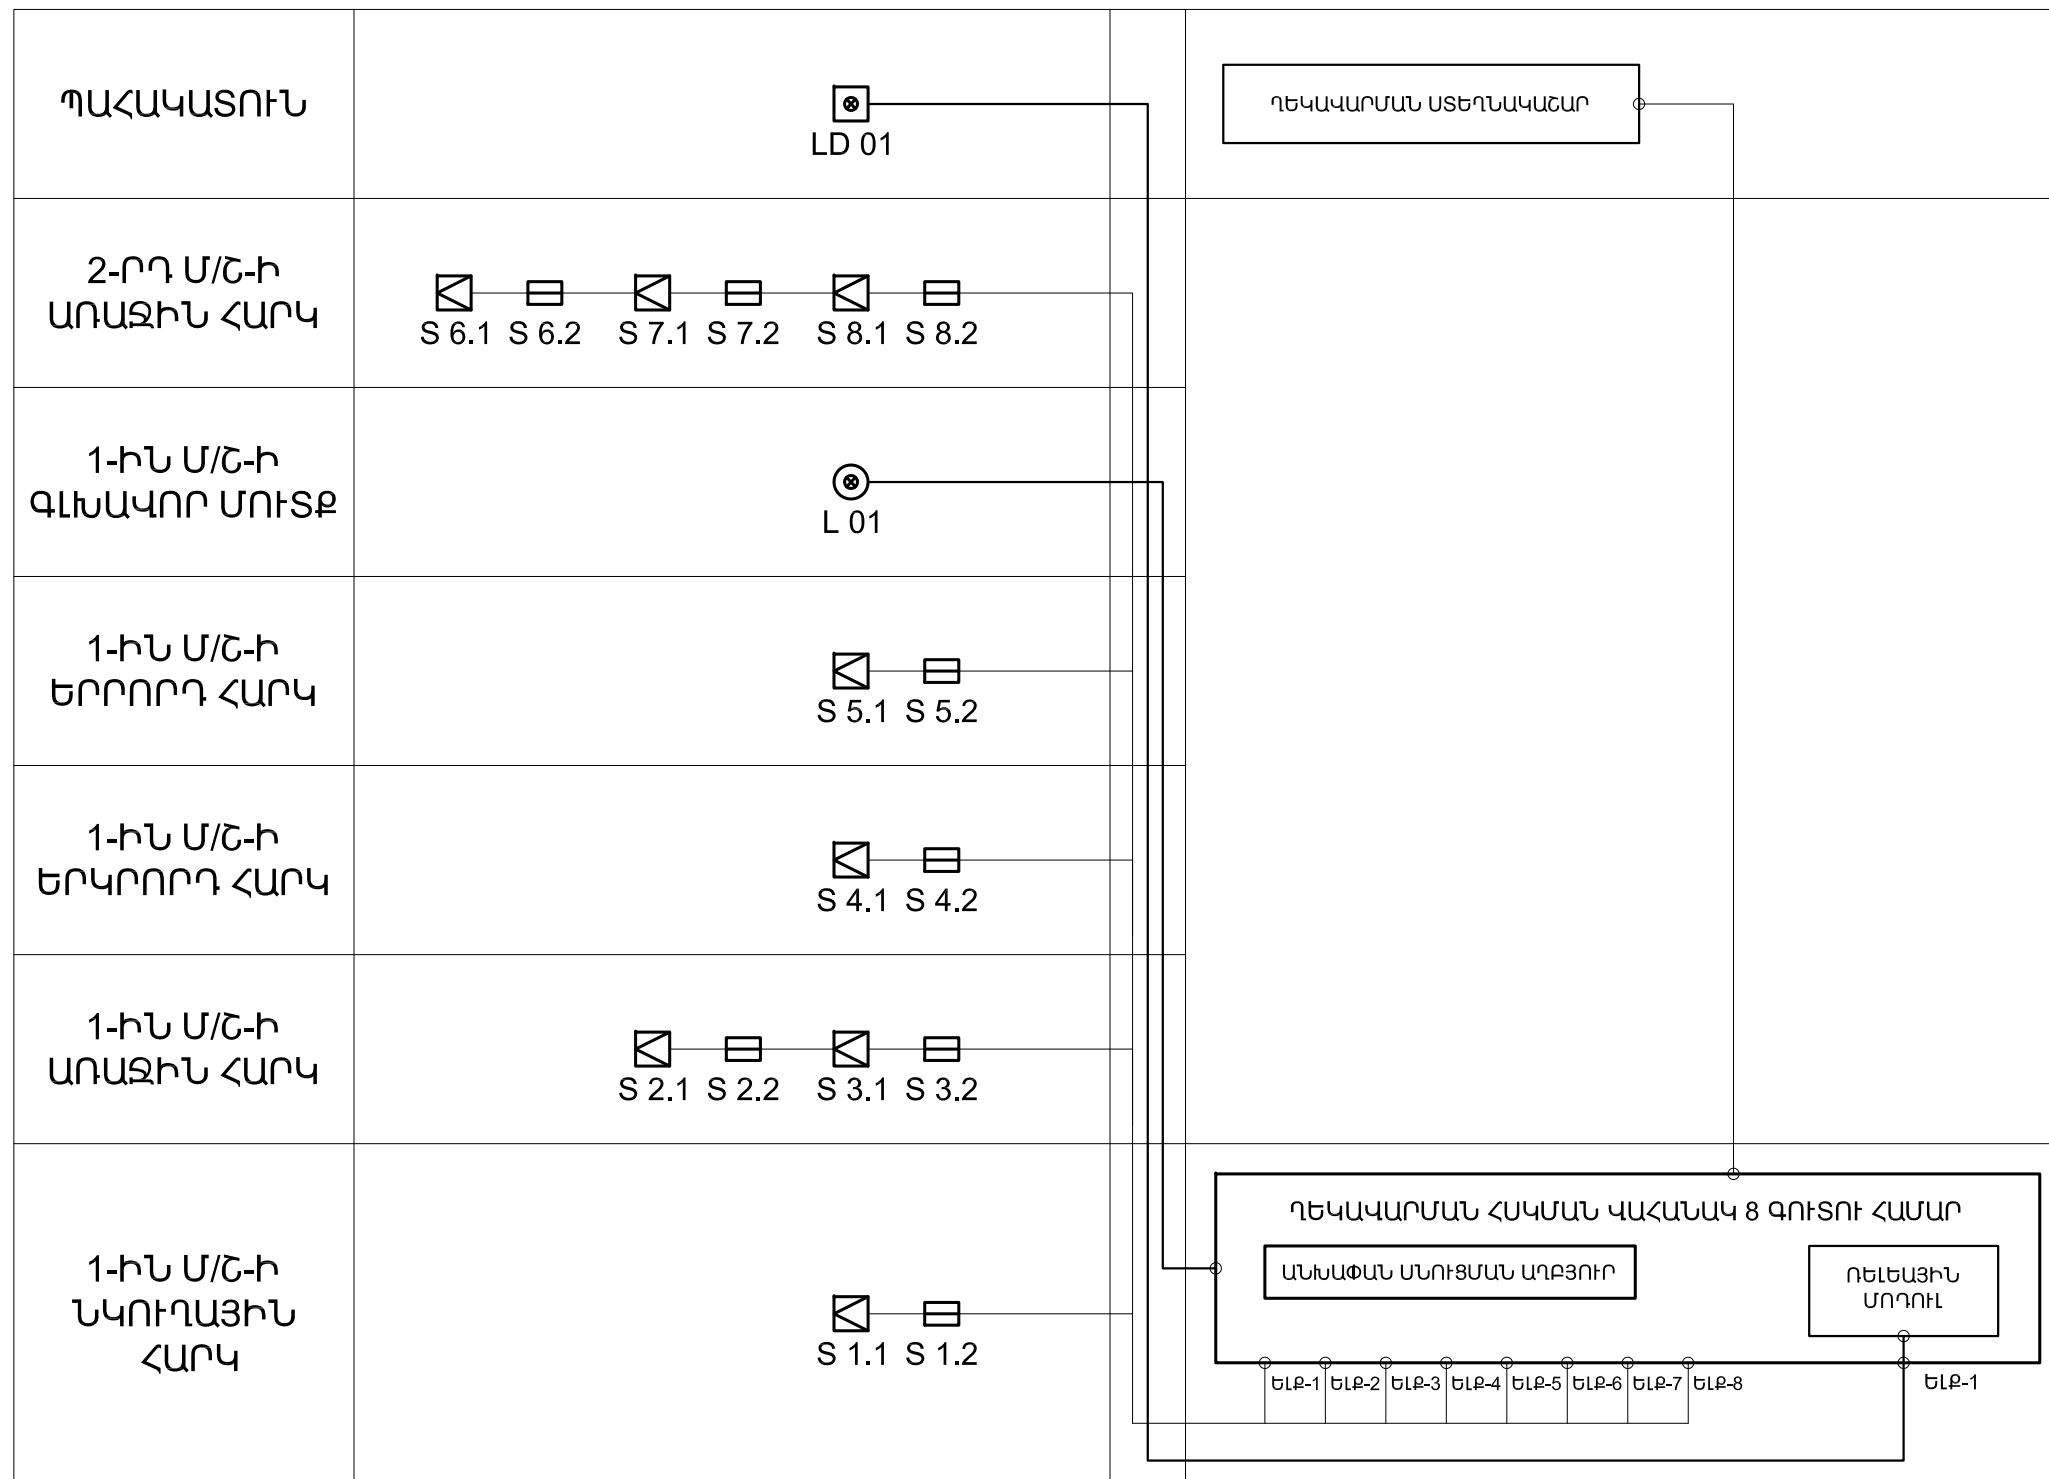 ՊԱՀԱԿԱՏՈՒՆ
LD 01
ՂԵԿԱՎԱՐՄԱՆ ՍՏԵՂՆԱԿԱՇԱՐ
2-ՐԴ Մ/Շ-Ի
ԱՌԱՋԻՆ ՀԱՐԿ
S 6.1 S 6.2 S 7.1 S 7.2 S 8.1 S 8.2
1-ԻՆ Մ/Շ-Ի
ԳԼԽԱՎՈՐ ՄՈՒՏՔ
L 01
1-ԻՆ Մ/Շ-Ի
ԵՐՐՈՐԴ ՀԱՐԿ
S 5.1 S 5.2
1-ԻՆ Մ/Շ-Ի
ԵՐԿՐՈՐԴ ՀԱՐԿ
S 4.1 S 4.2
1-ԻՆ Մ/Շ-Ի
ԱՌԱՋԻՆ ՀԱՐԿ
S 2.1 S 2.2 S 3.1 S 3.2
1-ԻՆ Մ/Շ-Ի
ՆԿՈՒՂԱՅԻՆ
ՀԱՐԿ
S 1.1 S 1.2
ՂԵԿԱՎԱՐՄԱՆ ՀՍԿՄԱՆ ՎԱՀԱՆԱԿ 8 ԳՈՒՏՈՒ ՀԱՄԱՐ
ԱՆԽԱՓԱՆ ՍՆՈՒՑՄԱՆ ԱՂԲՅՈՒՐ
ՌԵԼԵԱՅԻՆ
ՄՈԴՈՒԼ
ԵԼՔ-1 ԵԼՔ-2 ԵԼՔ-3 ԵԼՔ-4 ԵԼՔ-5 ԵԼՔ-6 ԵԼՔ-7 ԵԼՔ-8 ԵԼՔ-1